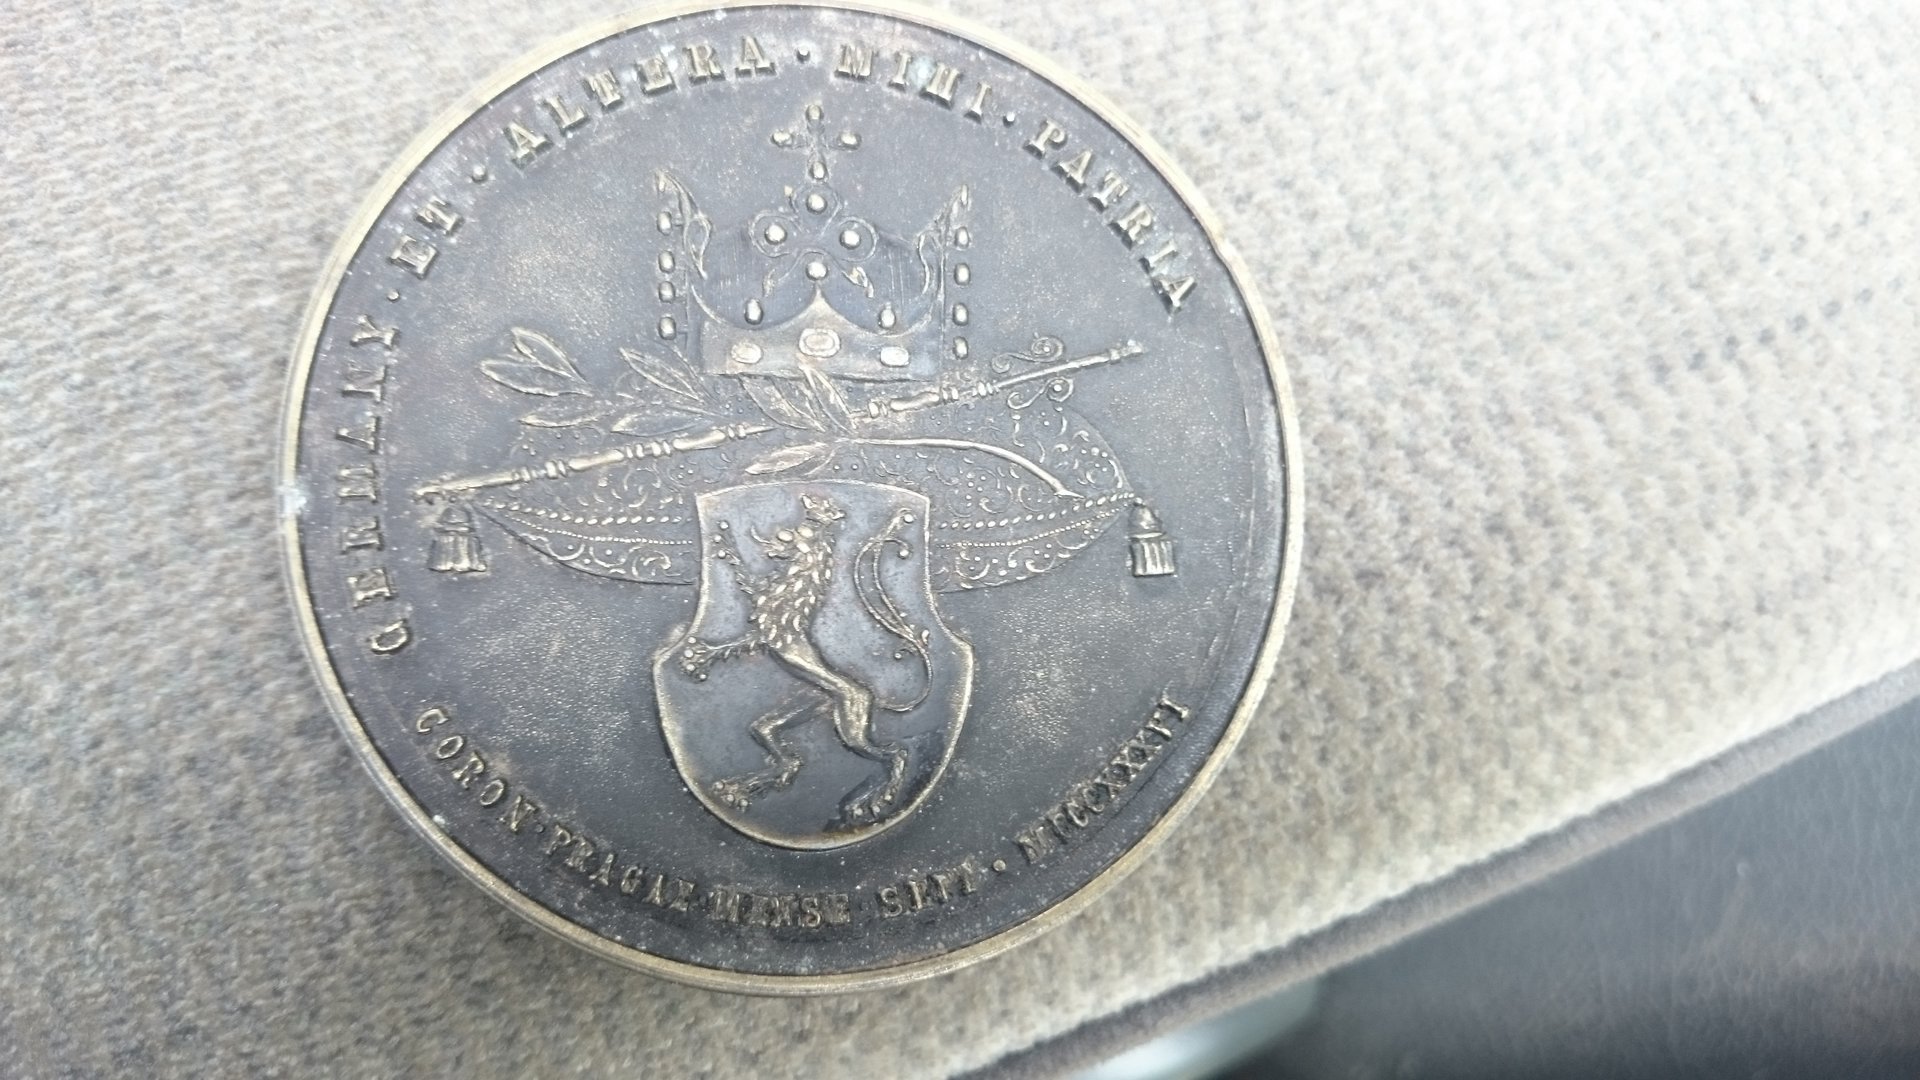 GERMANY · ET · ALTERA · MIHI · PATRIA
CORON · PRAGAE · MENSE SEPT · MDCCCXXXVI